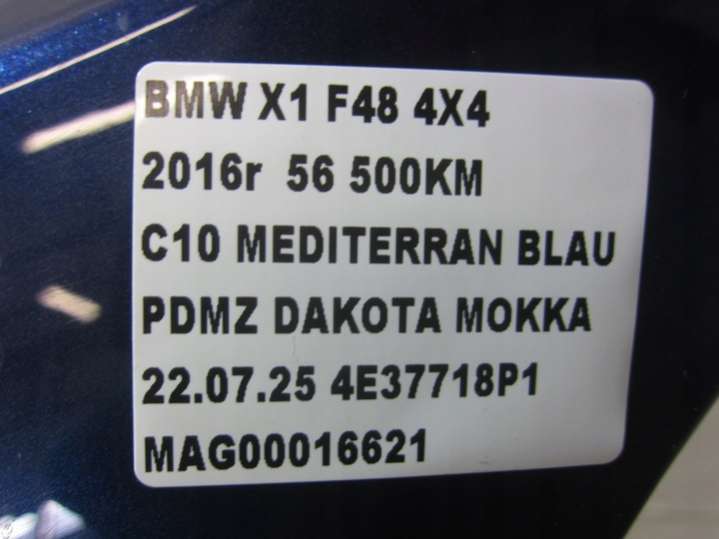 BMW X1 F48 4X4
2016r 56 500KM
C10 MEDITERRAN BLAU
PDMZ DAKOTA MOKKA
22.07.25 4E37718P1
MAG00016621